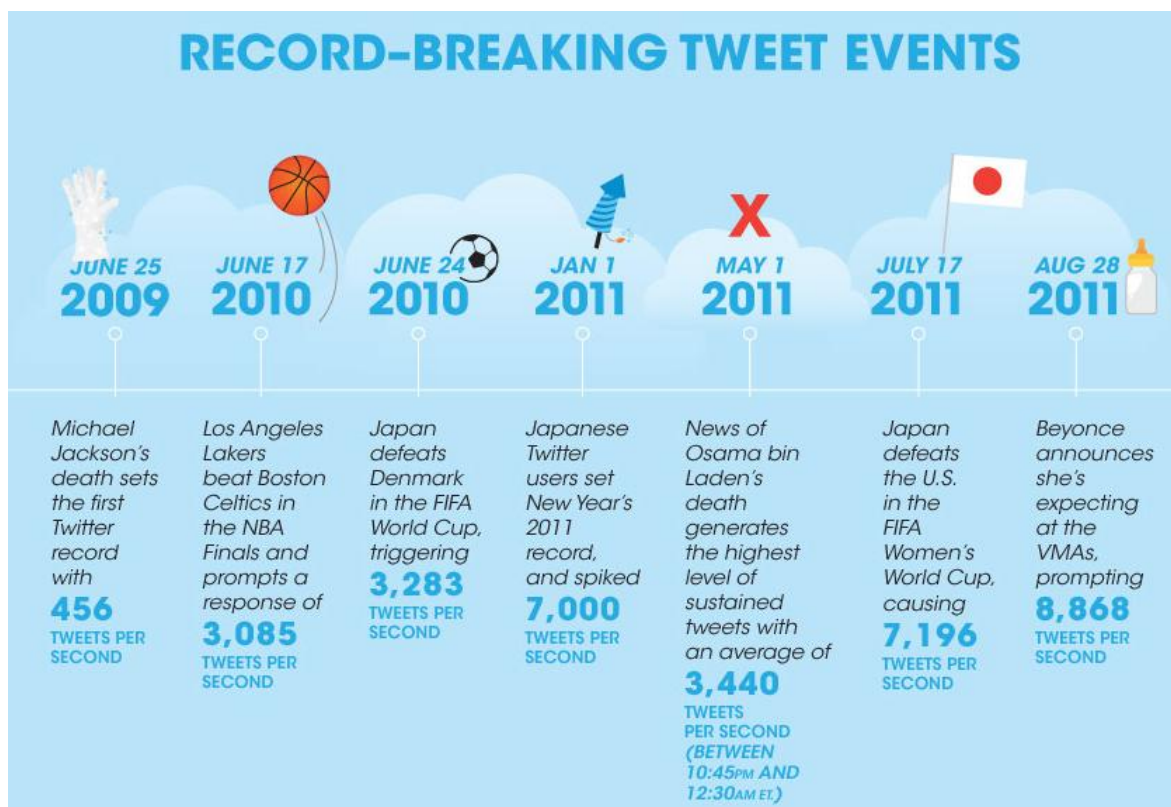 RECORD-BREAKING TWEET EVENTS
JUNE 25
2009
Michael
Jackson's
death sets
the first
Twitter
record
with
456
TWEETS PER
SECOND
JUNE 17
2010
Los Angeles
Lakers
beat Boston
Celtics in
the NBA
Finals and
prompts a
response of
3,085
TWEETS PER
SECOND
JUNE 24
2010
Japan
defeats
Denmark
in the FIFA
World Cup,
triggering
3,283
TWEETS PER
SECOND
JAN 1
2011
Japanese
Twitter
users set
New Year's
2011
record,
and spiked
7,000
TWEETS PER
SECOND
X
MAY 1
2011
News of
Osama bin
Laden's
death
generates
the highest
level of
sustained
tweets with
an average of
3,440
TWEETS
PER SECOND
(BETWEEN
10:45PM AND
12:30AM ET.)
JULY 17
2011
Japan
defeats
the U.S.
in the
FIFA
Women's
World Cup,
causing
7,196
TWEETS PER
SECOND
AUG 28
2011
Beyonce
announces
she's
expecting
at the
VMAs,
prompting
8,868
TWEETS PER
SECOND